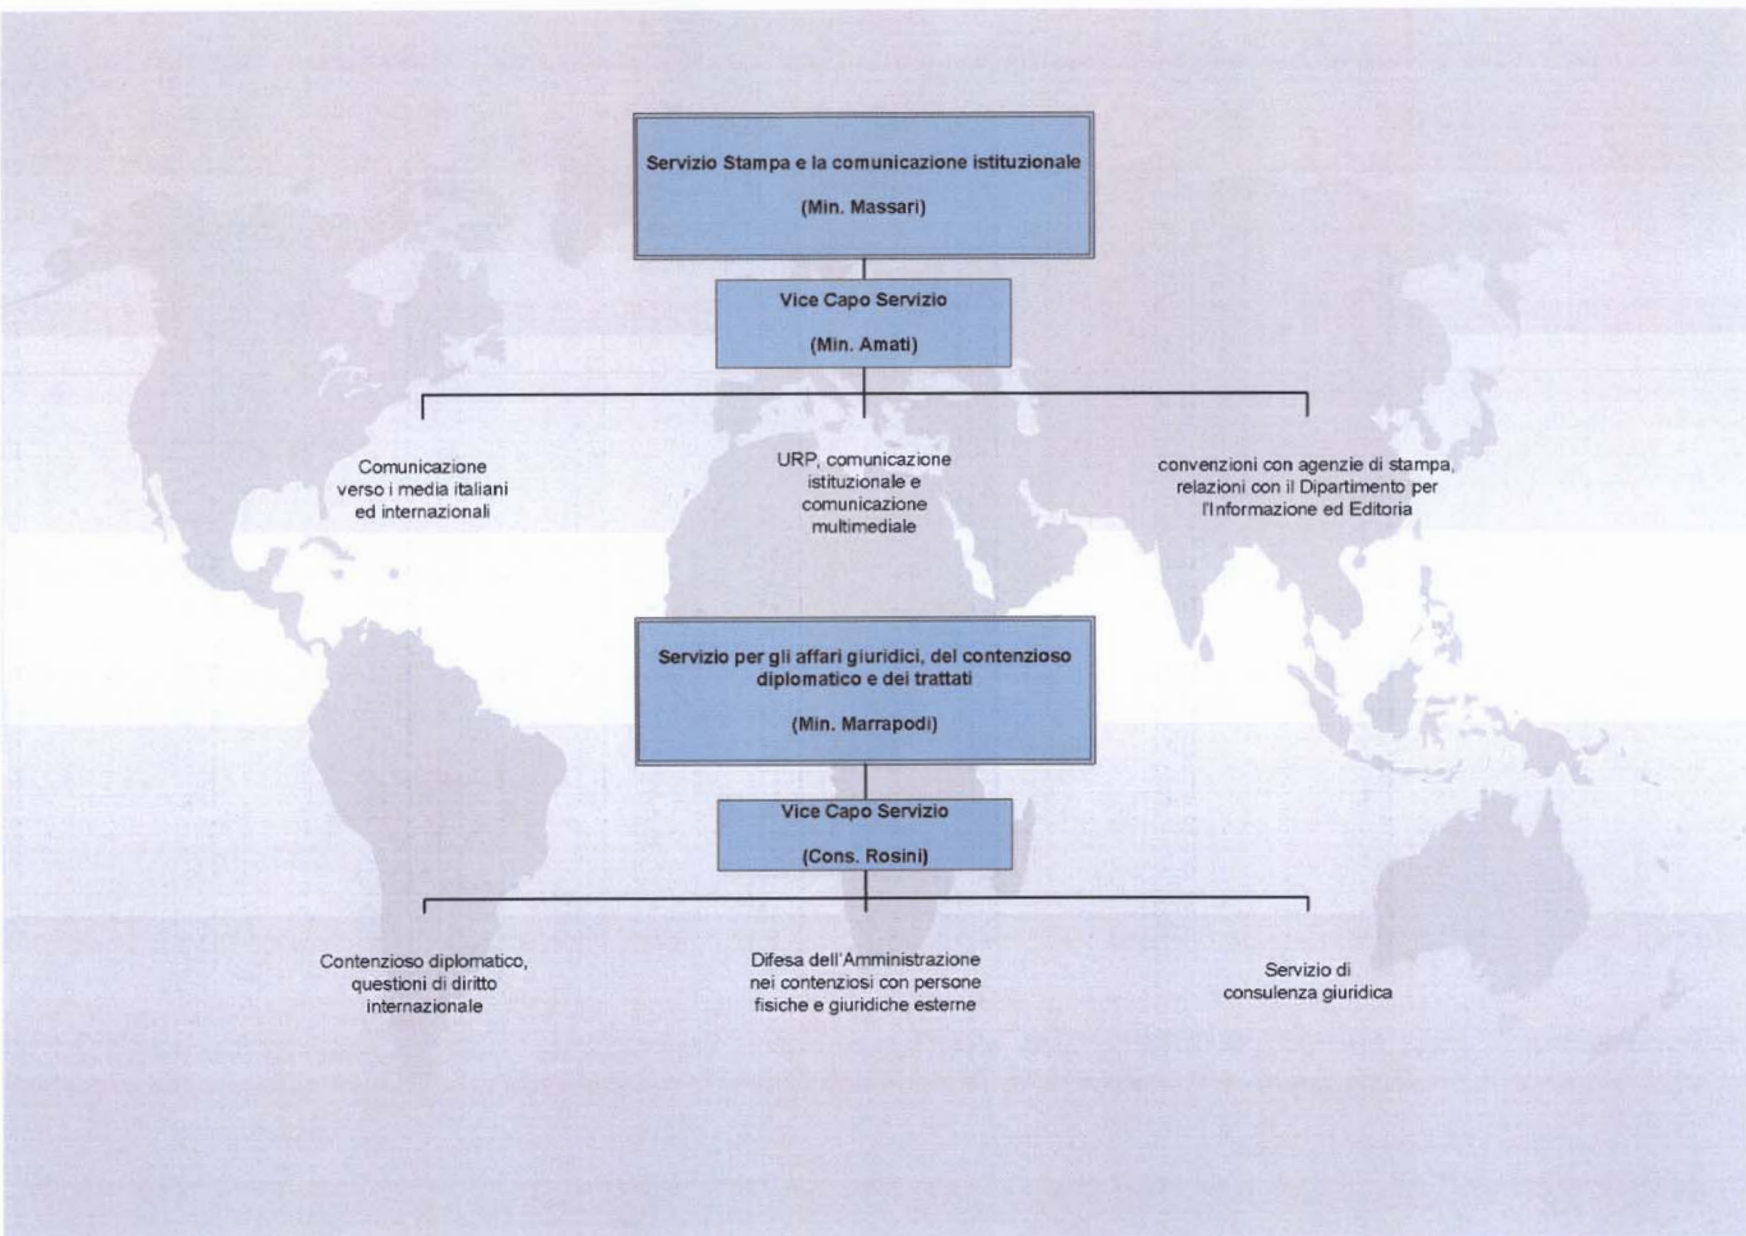 Servizio Stampa e la comunicazione istituzionale
(Min. Massari)
Vice Capo Servizio
(Min. Amati)
Comunicazione
verso i media italiani
ed internazionali
URP, comunicazione
istituzionale e
comunicazione
multimediale
convenzioni con agenzie di stampa,
relazioni con il Dipartimento per
l'Informazione ed Editoria
Servizio per gli affari giuridici, del contenzioso
diplomatico e dei trattati
(Min. Marrapodi)
Vice Capo Servizio
(Cons. Rosini)
Contenzioso diplomatico,
questioni di diritto
internazionale
Difesa dell'Amministrazione
nei contenziosi con persone
fisiche e giuridiche esterne
Servizio di
consulenza giuridica